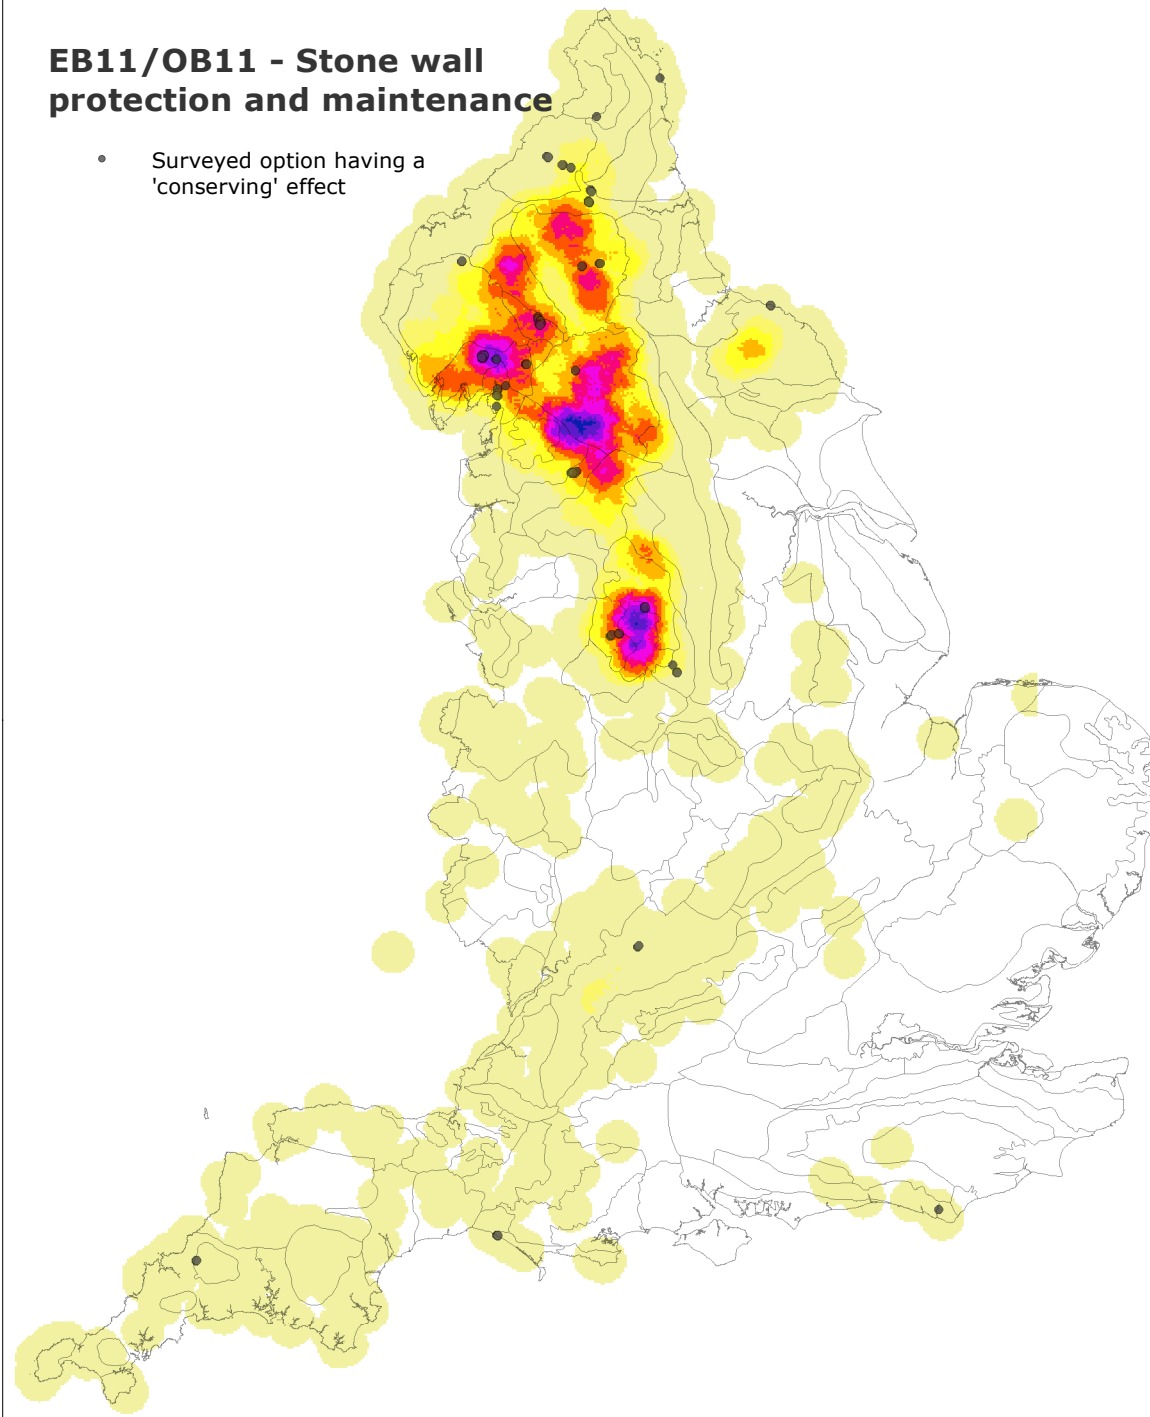 EB11/OB11 - Stone wall
protection and maintenance
Surveyed option having a
'conserving' effect